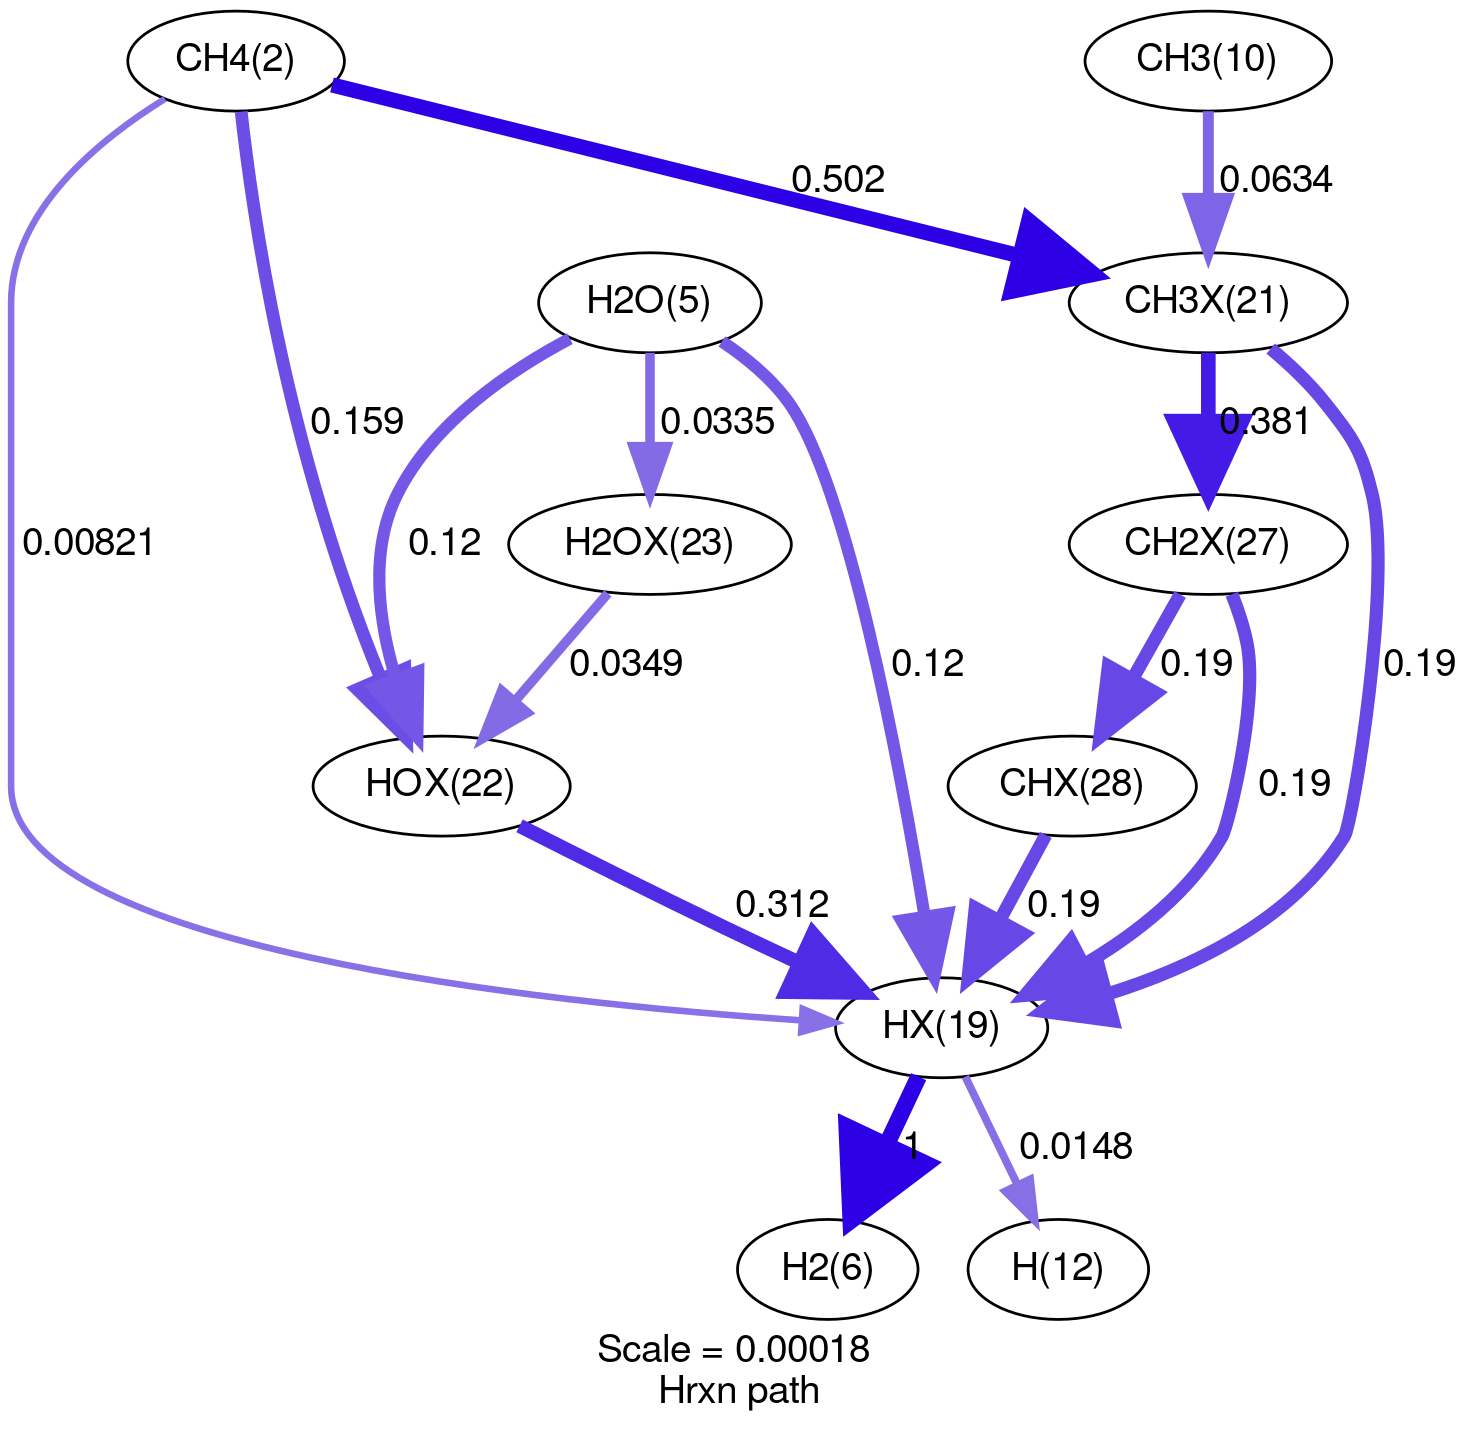 CH4(2)
CH3(10)
0.502
0.0634
H2O(5)
CH3X(21)
0.159
0.0335
0.381
0.00821
0.12
H2OX(23)
CH2X(27)
0.0349
0.12
0.19
0.19
HOX(22)
CHX(28)
0.19
0.312
0.19
HX(19)
1
0.0148
H2(6)
H(12)
Scale = 0.00018
Hrxn path